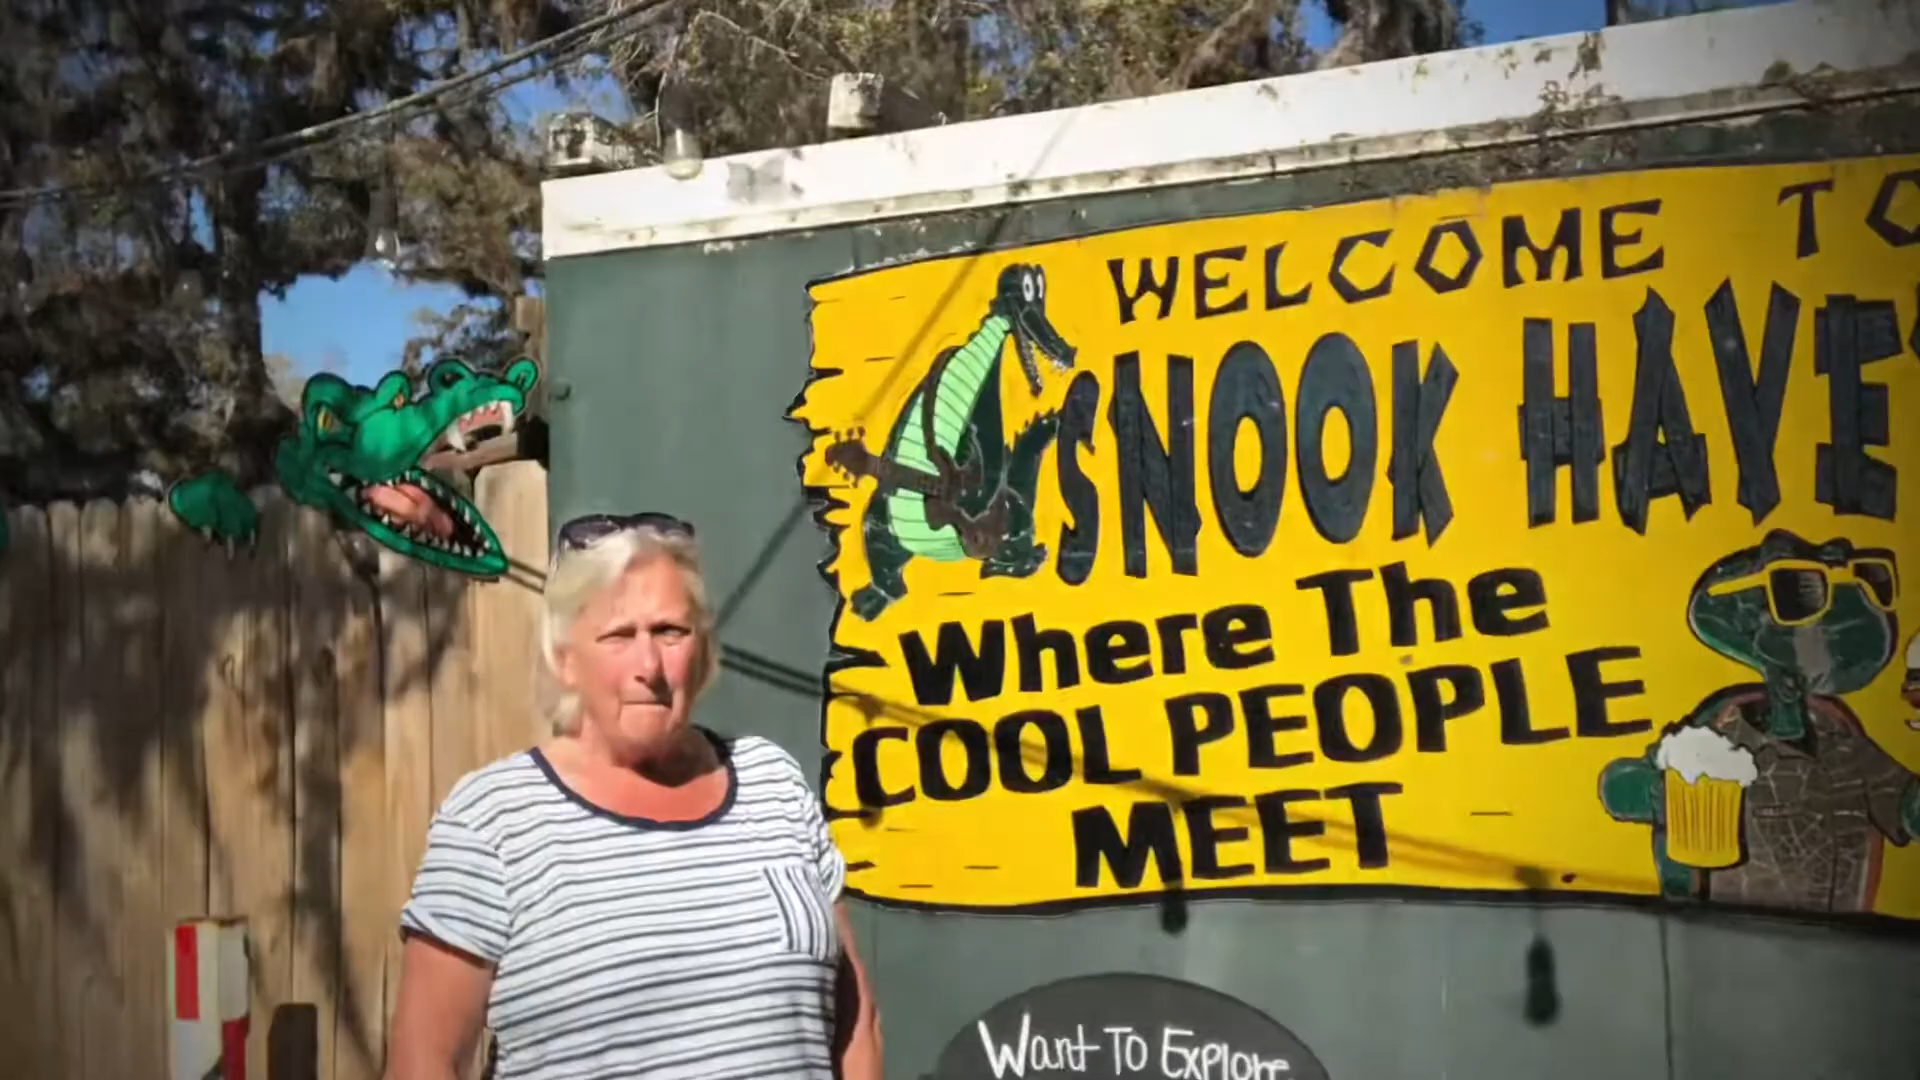 WELCOME TO
SNOOK HAVE
Where The
COOL PEOPLE
MEET
Want To Explore